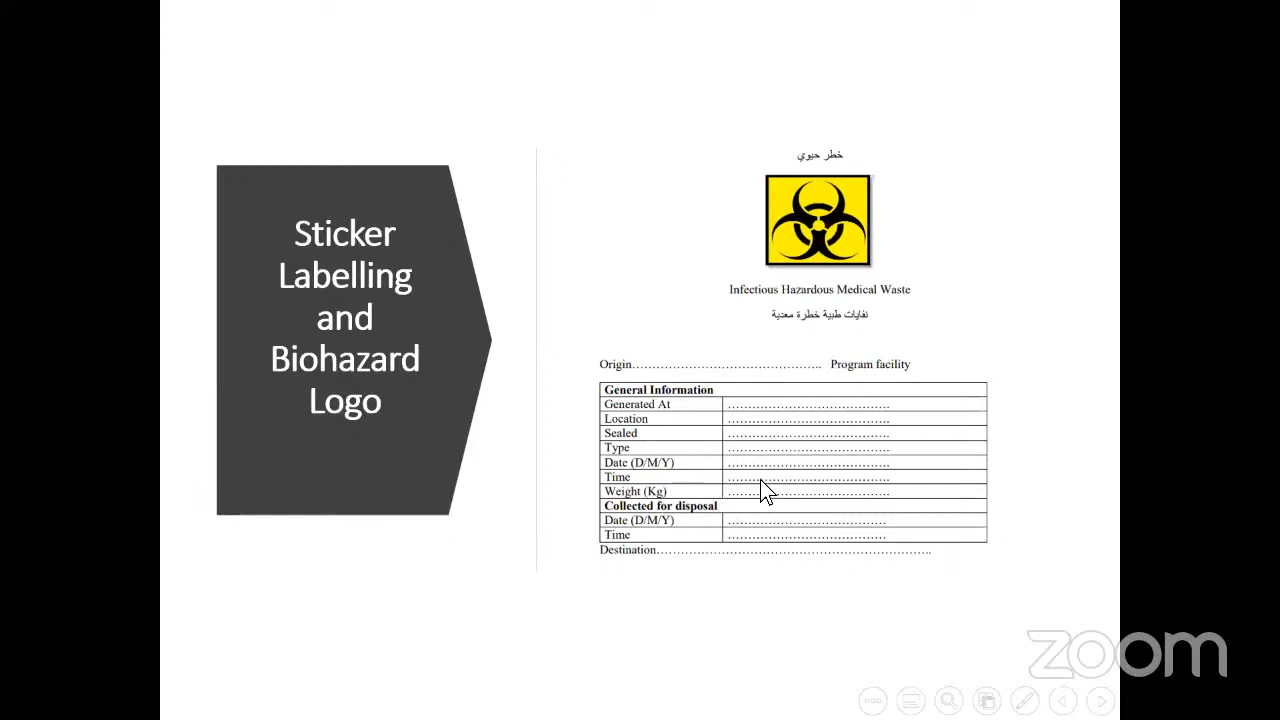 Sticker
Labelling
and
Biohazard
Logo
خطر حيوي
Infectious Hazardous Medical Waste
نفايات طبية خطرة معدية
Origin……………………………………….. Program facility
General Information
Generated At ………………………………….
Location ………………………………….
Sealed ………………………………….
Type ………………………………….
Date (D/M/Y) ………………………………….
Time ………………………………….
Weight (Kg) ………………………………….
Collected for disposal
Date (D/M/Y) …………………………………
Time …………………………………
Destination…………………………………………………………..
zoom